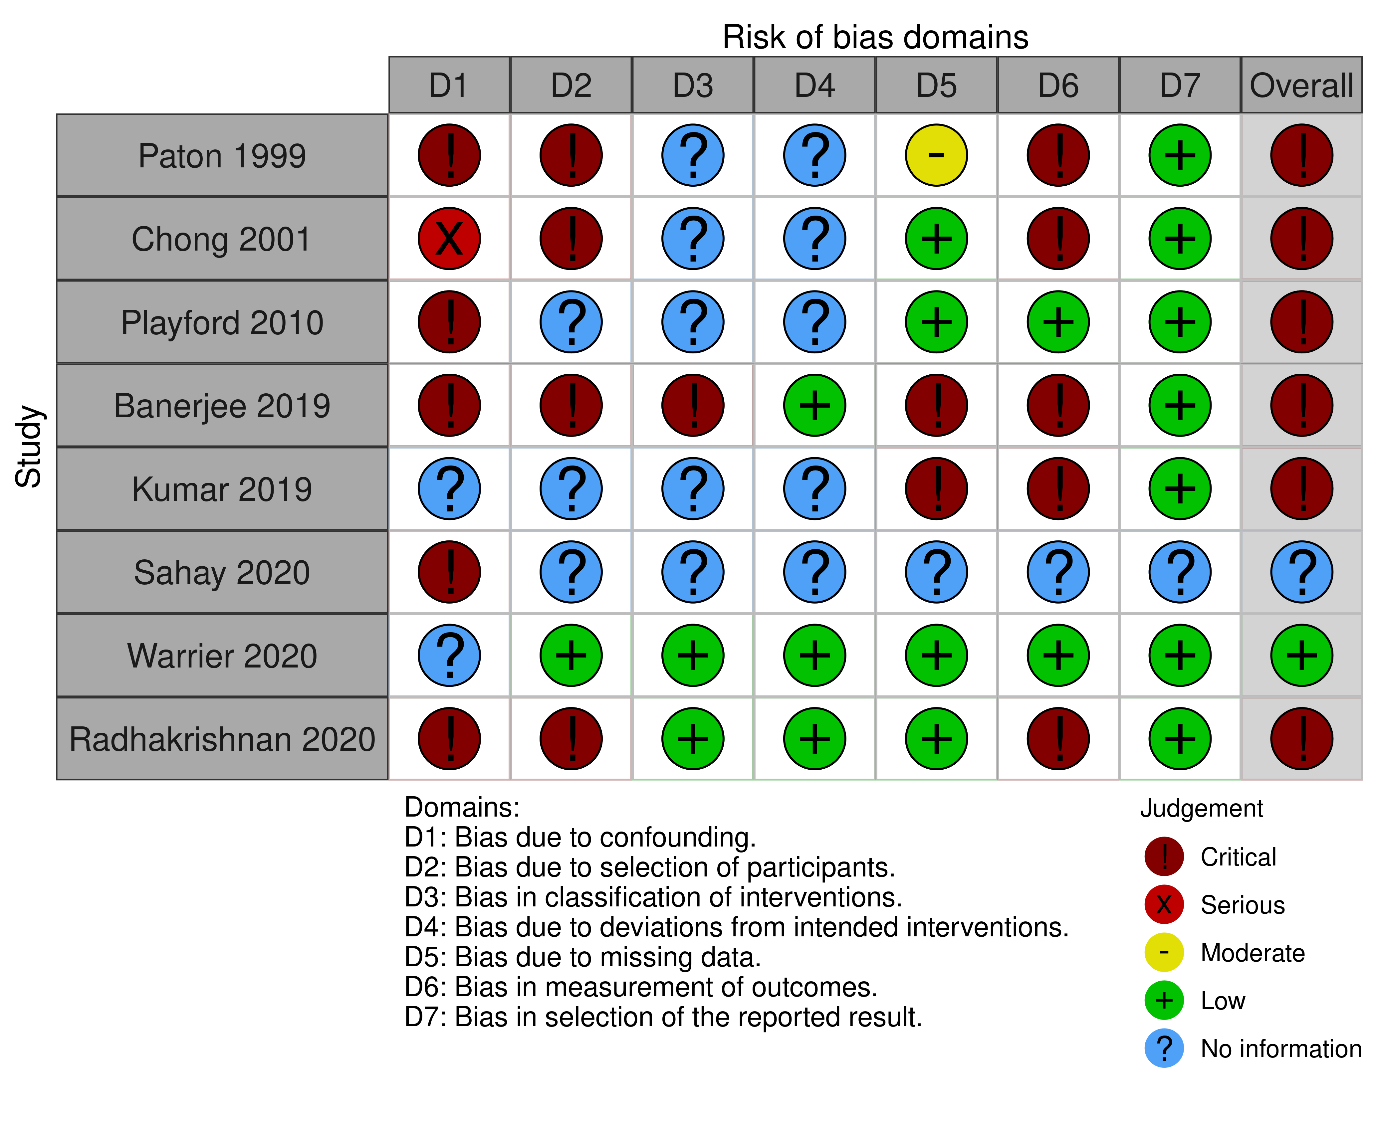 Risk of bias domains
D1 D2 D3 D4 D5 D6 D7 Overall
Study
Paton 1999 ! ! ? ? - ! + !
Chong 2001 X ! ? ? + ! + !
Playford 2010 ! ? ? ? + + + !
Banerjee 2019 ! ! ! + ! ! + !
Kumar 2019 ? ? ? ? ! ! + !
Sahay 2020 ! ? ? ? ? ? ? ?
Warrier 2020 ? + + + + + + +
Radhakrishnan 2020 ! ! + + + ! + !
Domains:
D1: Bias due to confounding.
D2: Bias due to selection of participants.
D3: Bias in classification of interventions.
D4: Bias due to deviations from intended interventions.
D5: Bias due to missing data.
D6: Bias in measurement of outcomes.
D7: Bias in selection of the reported result.
Judgement
! Critical
X Serious
- Moderate
+ Low
? No information